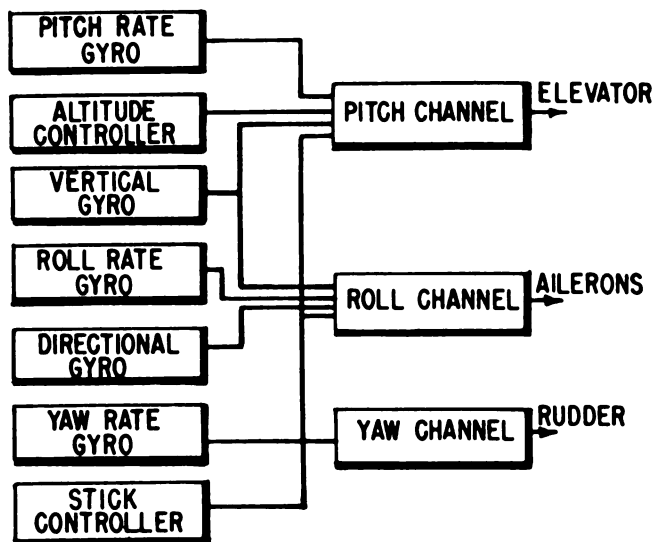 PITCH RATE
GYRO
ALTITUDE
CONTROLLER
VERTICAL
GYRO
ROLL RATE
GYRO
DIRECTIONAL
GYRO
YAW RATE
GYRO
STICK
CONTROLLER
PITCH CHANNEL
ELEVATOR
ROLL CHANNEL
AILERONS
YAW CHANNEL
RUDDER